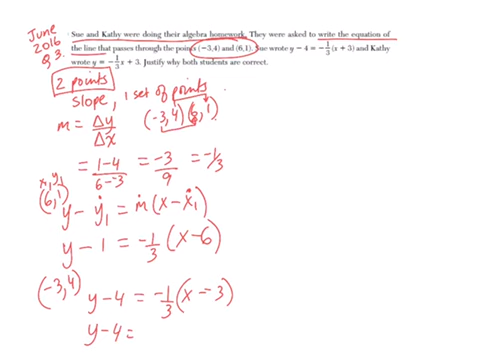 June 2016 Q 3.
Sue and Kathy were doing their algebra homework. They were asked to write the equation of
the line that passes through the points (−3,4) and (6,1). Sue wrote y − 4 = −1/3 (x + 3) and Kathy
wrote y = −1/3 x + 3. Justify why both students are correct.
2 points
slope, 1 set of points
m = Δy/Δx (-3,4) (6,1)
= 1-4/6--3 = -3/9 = -1/3
x₁ y₁
(6,1) y - y₁ = m (x - x₁)
y - 1 = -1/3 (x - 6)
(-3,4) y - 4 = -1/3 (x - -3)
y - 4 =